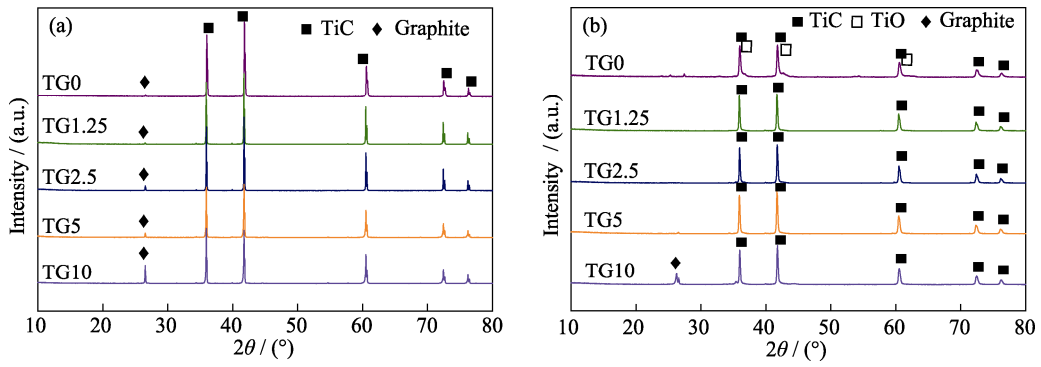 (a)
TiC Graphite
TG0
TG1.25
TG2.5
TG5
TG10
Intensity / (a.u.)
10 20 30 40 50 60 70 80
2θ / (°)
(b)
TiC TiO Graphite
TG0
TG1.25
TG2.5
TG5
TG10
Intensity / (a.u.)
10 20 30 40 50 60 70 80
2θ / (°)